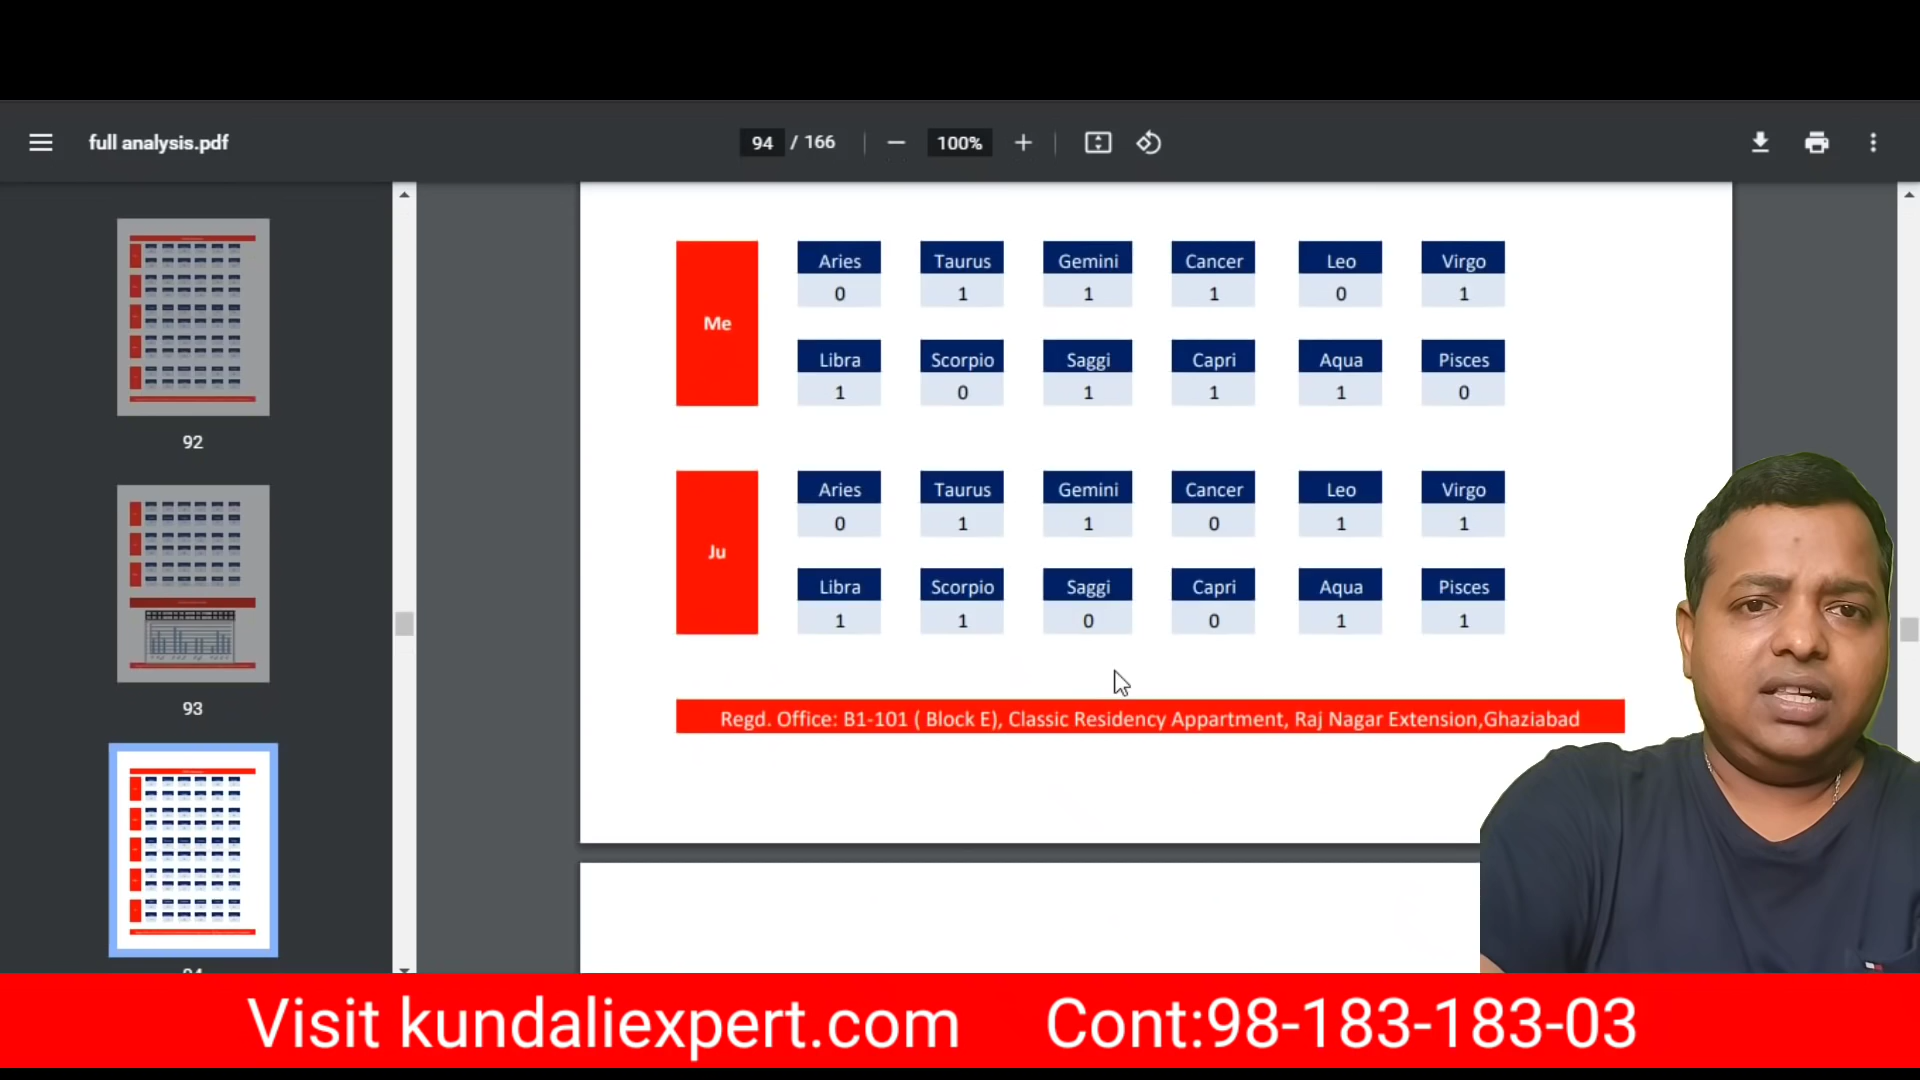 full analysis.pdf
94 / 166
100%
92
93
Me
Aries Taurus Gemini Cancer Leo Virgo
0 1 1 1 0 1
Libra Scorpio Saggi Capri Aqua Pisces
1 0 1 1 1 0
Ju
Aries Taurus Gemini Cancer Leo Virgo
0 1 1 0 1 1
Libra Scorpio Saggi Capri Aqua Pisces
1 1 0 0 1 1
Regd. Office: B1-101 ( Block E), Classic Residency Appartment, Raj Nagar Extension,Ghaziabad
Visit kundaliexpert.com Cont:98-183-183-03